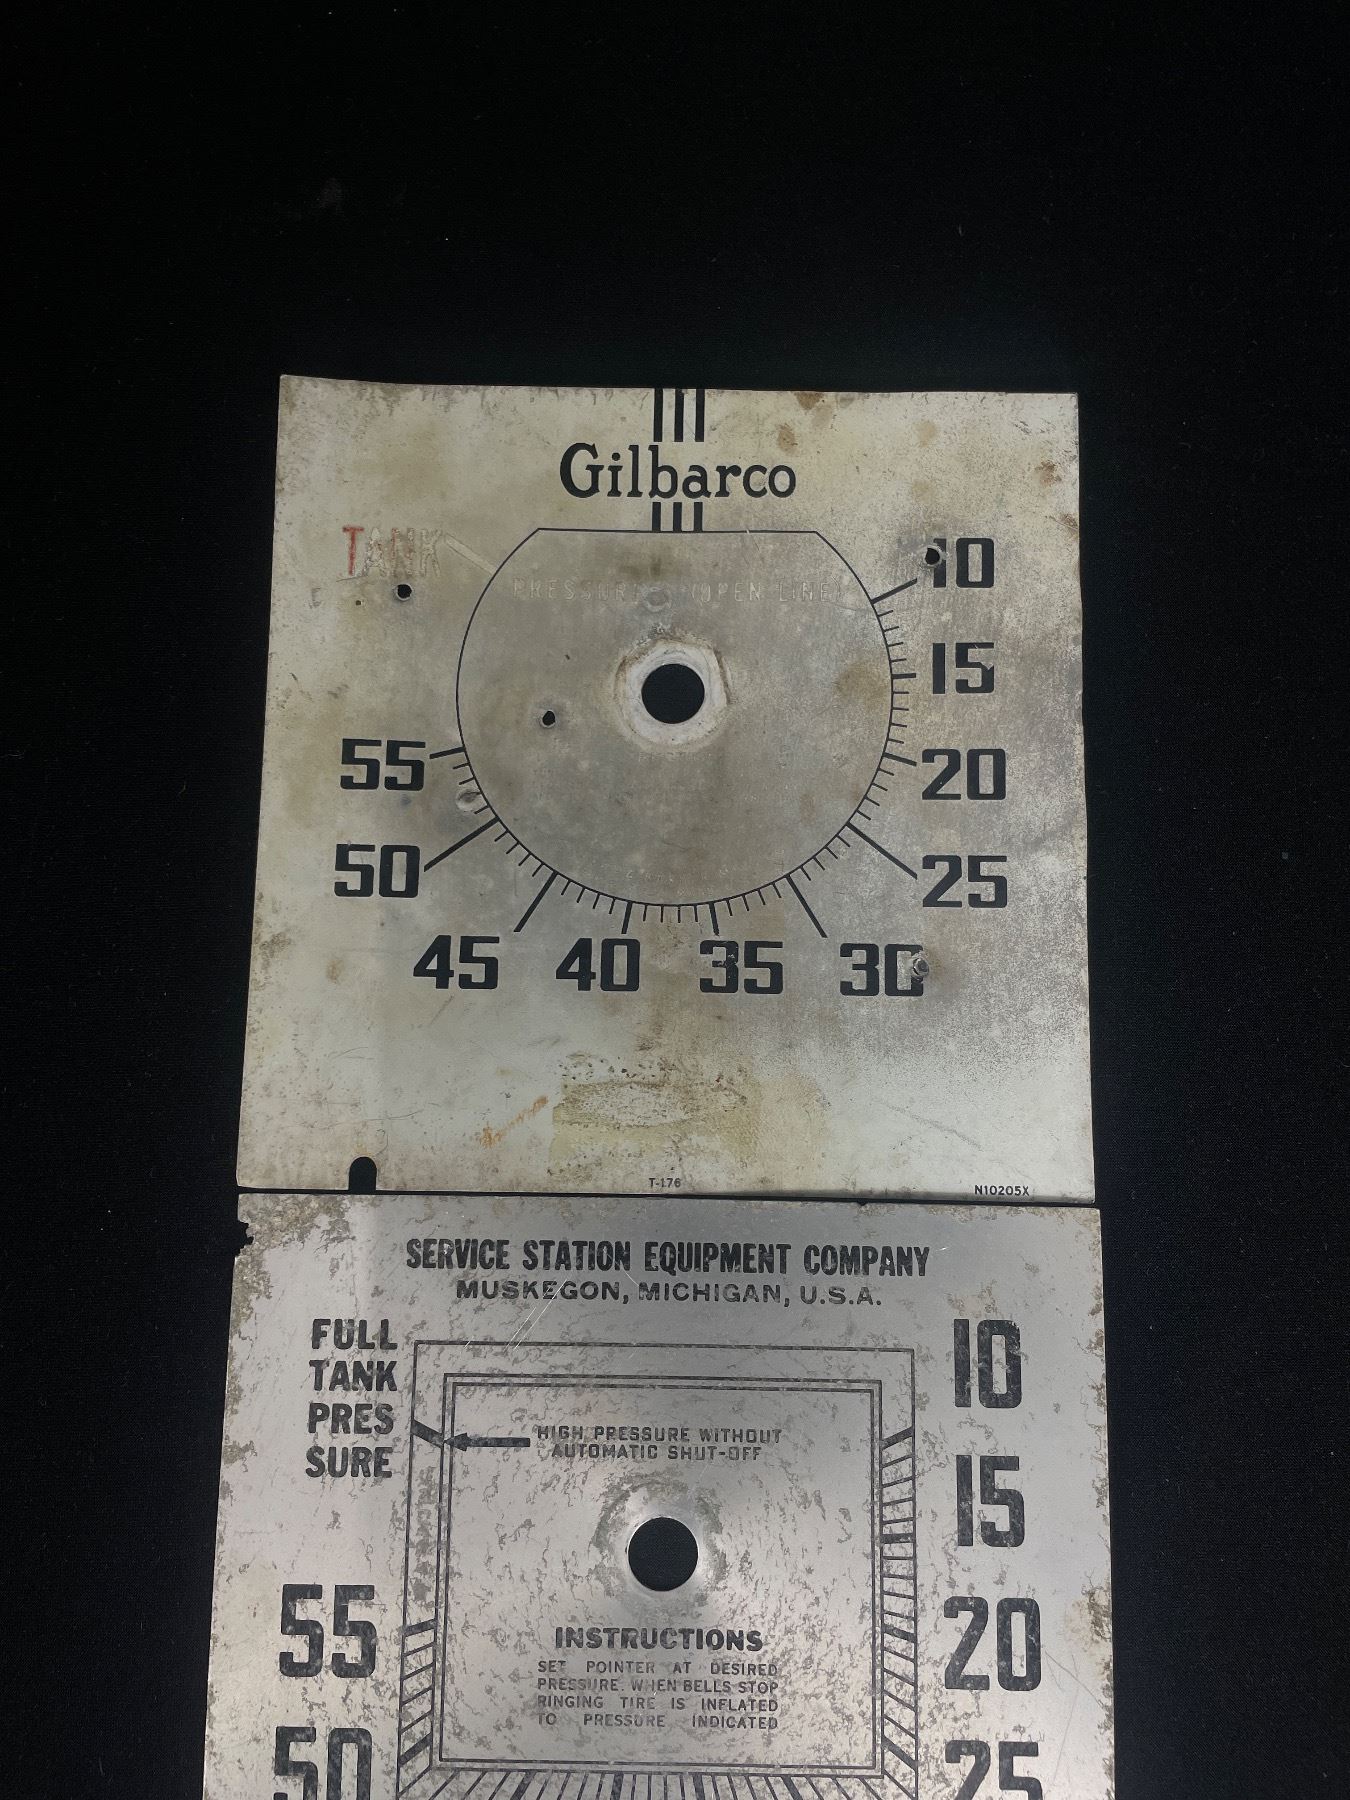 Gilbarco
TANK
PRESSURE OPEN LINE
10
15
20
25
30
35
40
45
50
55
T-176
N10205X
SERVICE STATION EQUIPMENT COMPANY
MUSKEGON, MICHIGAN, U.S.A.
FULL
TANK
PRES
SURE
10
15
20
25
HIGH PRESSURE WITHOUT
AUTOMATIC SHUT-OFF
55
50
INSTRUCTIONS
SET POINTER AT DESIRED
PRESSURE. WHEN BELLS STOP
RINGING TIRE IS INFLATED
TO PRESSURE INDICATED